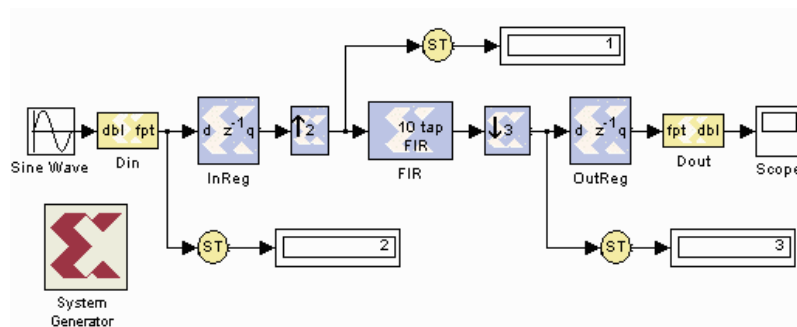 ST
1
dbl fpt
d z-1 q
↑2
10 tap
FIR
↓3
d z-1 q
fpt dbl
Sine Wave
Din
InReg
FIR
OutReg
Dout
Scope
ST
2
ST
3
System
Generator